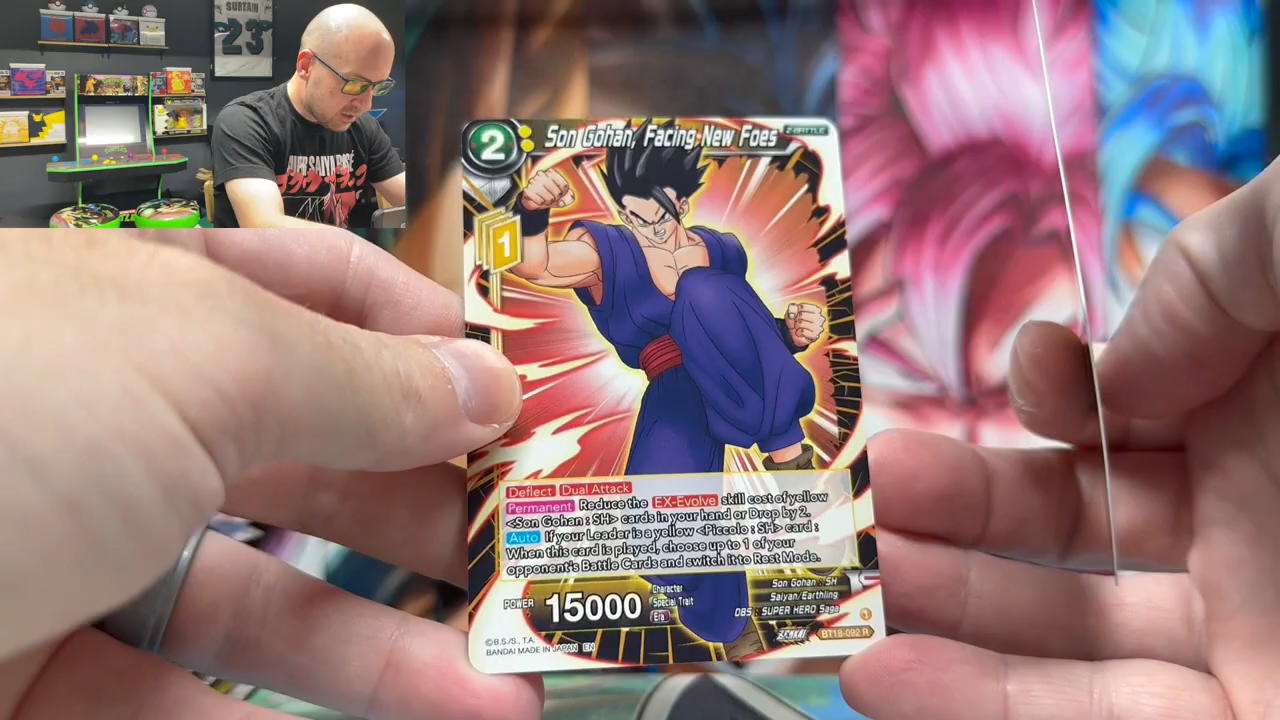 SURTAIN
23
2
Son Gohan, Facing New Foes
Z-BATTLE
1
Deflect Dual Attack
Permanent Reduce the EX-Evolve skill cost of yellow
<Son Gohan : SH> cards in your hand or Drop by 2.
Auto If your Leader is a yellow <Piccolo : SH> card :
When this card is played, choose up to 1 of your
opponent's Battle Cards and switch it to Rest Mode.
POWER 15000
Character Son Gohan : SH
Special Trait Saiyan/Earthling
Era DBS : SUPER HERO Saga
©B.S./S., T.A.
BANDAI MADE IN JAPAN EN
BT18-092 R